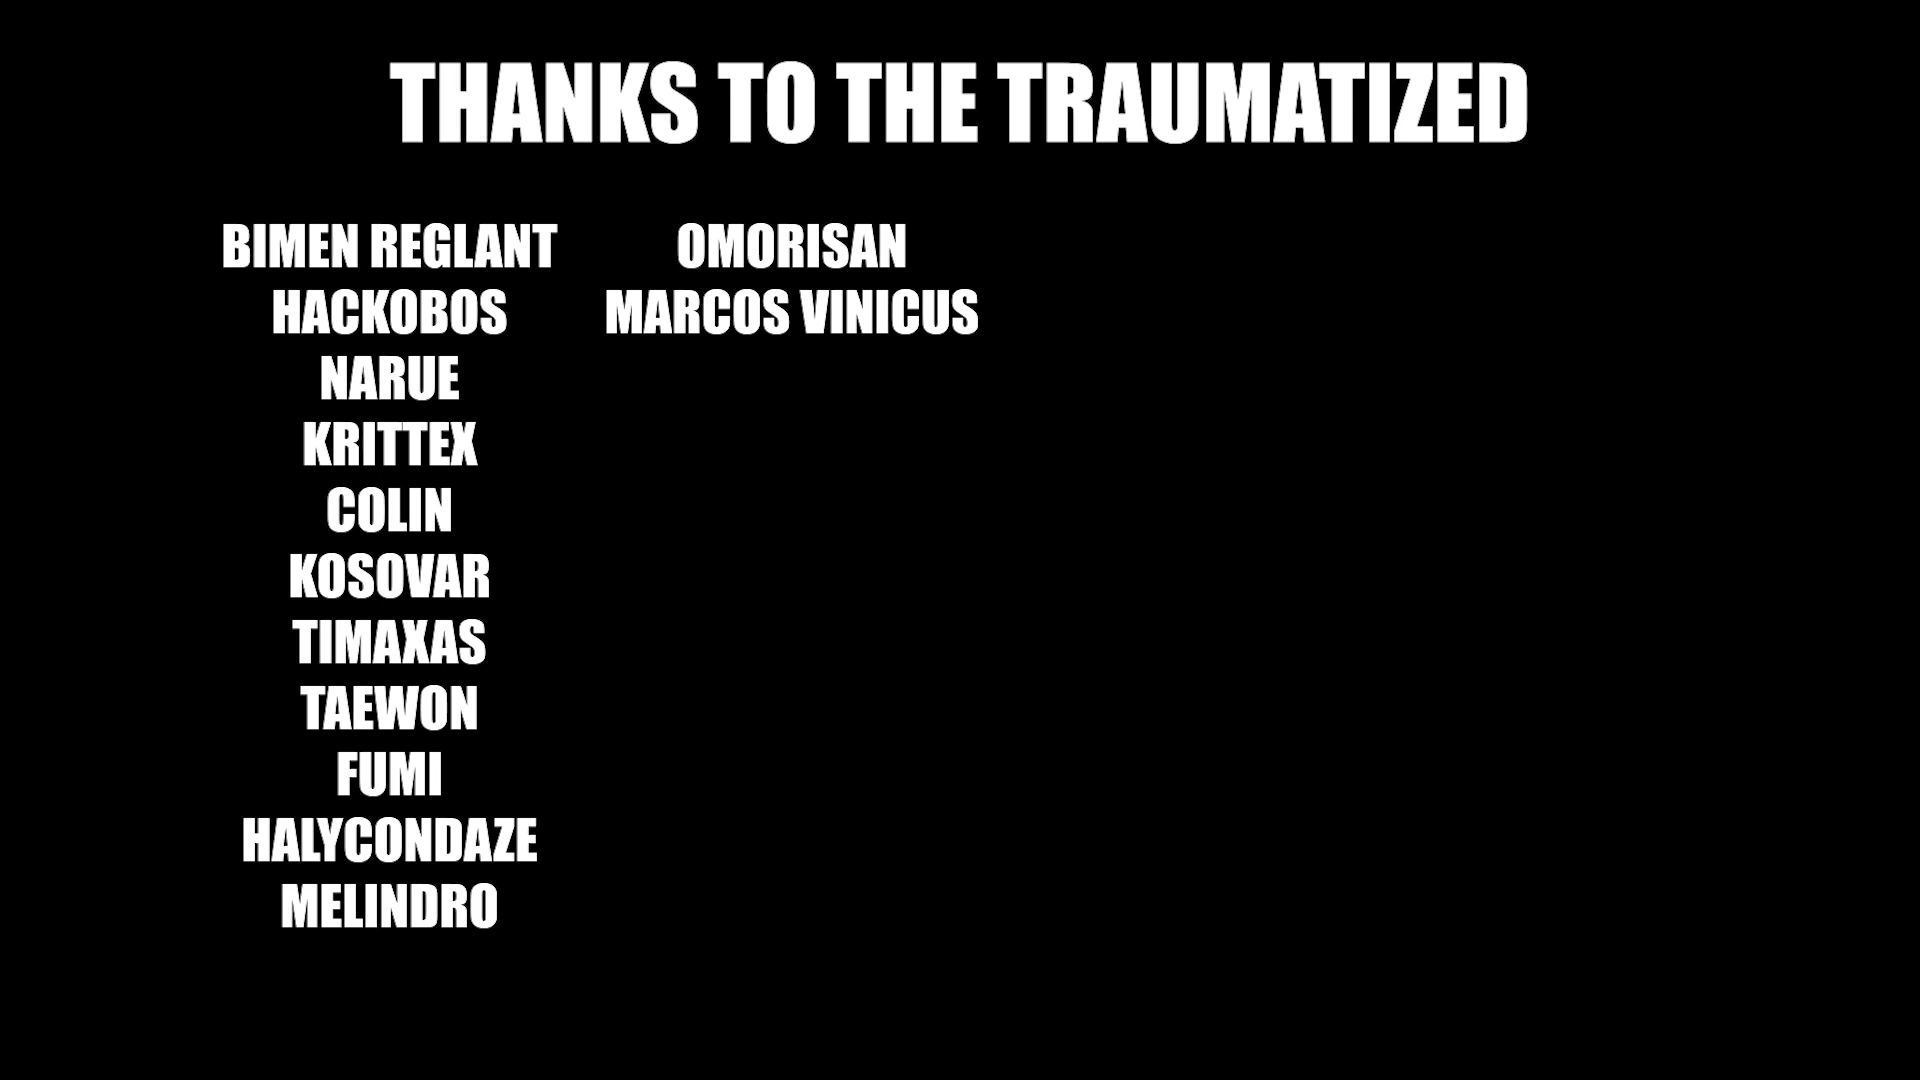 THANKS TO THE TRAUMATIZED
BIMEN REGLANT
HACKOBOS
NARUE
KRITTEX
COLIN
KOSOVAR
TIMAXAS
TAEWON
FUMI
HALYCONDAZE
MELINDRO
OMORISAN
MARCOS VINICUS